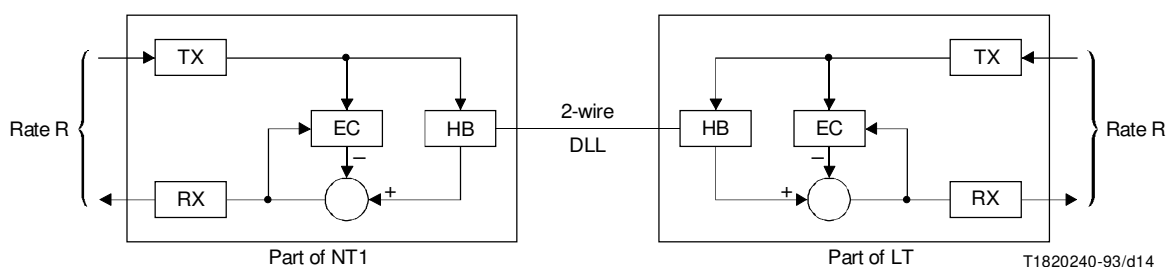 TX
TX
2-wire
Rate R
EC
HB
HB
EC
Rate R
DLL
–
–
+
+
RX
RX
Part of NT1
Part of LT
T1820240-93/d14